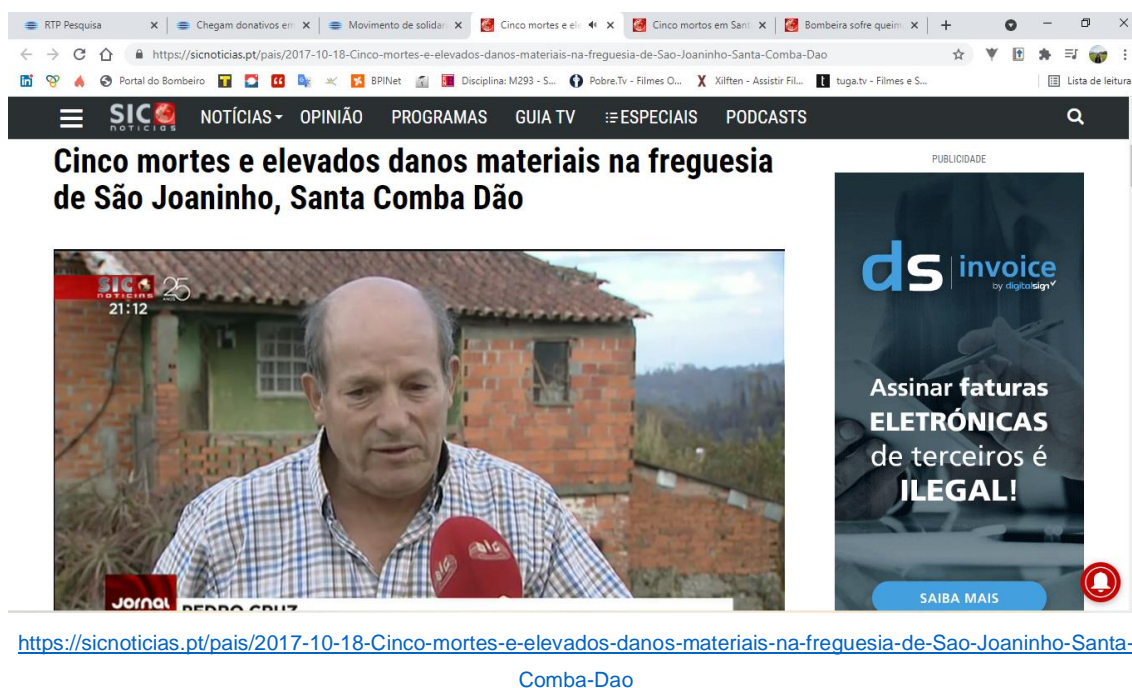 RTP Pesquisa
Chegam donativos em
Movimento de solidar
Cinco mortes e ele
Cinco mortos em Sant
Bombeira sofre queim
https://sicnoticias.pt/pais/2017-10-18-Cinco-mortes-e-elevados-danos-materiais-na-freguesia-de-Sao-Joaninho-Santa-Comba-Dao
Portal do Bombeiro
BPINet
Disciplina: M293 - S...
Pobre.Tv - Filmes O...
Xilften - Assistir Fil...
tuga.tv - Filmes e S...
Lista de leitura
SIC
notícias
NOTÍCIAS
OPINIÃO
PROGRAMAS
GUIA TV
ESPECIAIS
PODCASTS
Cinco mortes e elevados danos materiais na freguesia
de São Joaninho, Santa Comba Dão
SIC
notícias
25
ANOS
21:12
sic
Jornal
PEDRO CRUZ
PUBLICIDADE
ds invoice
by digitalsign
Assinar faturas
ELETRÓNICAS
de terceiros é
ILEGAL!
SAIBA MAIS
https://sicnoticias.pt/pais/2017-10-18-Cinco-mortes-e-elevados-danos-materiais-na-freguesia-de-Sao-Joaninho-Santa-
Comba-Dao